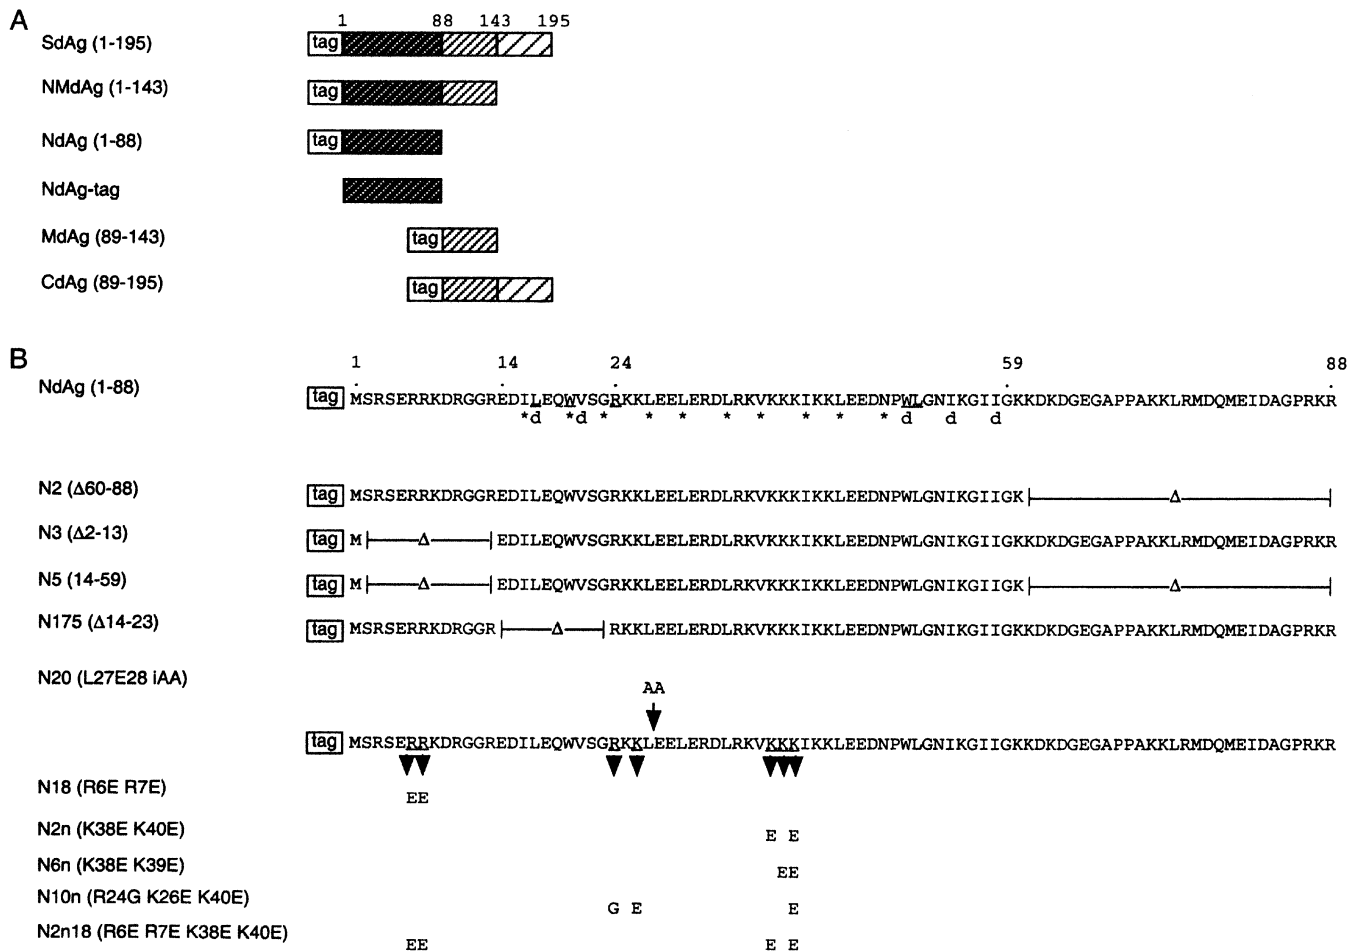 A
1 88 143 195
SdAg (1-195) tag
NMdAg (1-143) tag
NdAg (1-88) tag
NdAg-tag
MdAg (89-143) tag
CdAg (89-195) tag
B
1 14 24 59 88
NdAg (1-88) tag MSRSERRKDRGGREDILEQWVSGRKKLEELERDLRKVKKKIKKLEEDNPWLGNIKGIIGKKDKDGEGAPPAKKLRMDQMEIDAGPRKR
*d *d * * * * * * * * d d d
N2 (Δ60-88) tag MSRSERRKDRGGREDILEQWVSGRKKLEELERDLRKVKKKIKKLEEDNPWLGNIKGIIGK Δ
N3 (Δ2-13) tag M Δ EDILEQWVSGRKKLEELERDLRKVKKKIKKLEEDNPWLGNIKGIIGKKDKDGEGAPPAKKLRMDQMEIDAGPRKR
N5 (14-59) tag M Δ EDILEQWVSGRKKLEELERDLRKVKKKIKKLEEDNPWLGNIKGIIGK Δ
N175 (Δ14-23) tag MSRSERRKDRGGR Δ RKKLEELERDLRKVKKKIKKLEEDNPWLGNIKGIIGKKDKDGEGAPPAKKLRMDQMEIDAGPRKR
N20 (L27E28 iAA)
AA
tag MSRSERRKDRGGREDILEQWVSGRKKLEELERDLRKVKKKIKKLEEDNPWLGNIKGIIGKKDKDGEGAPPAKKLRMDQMEIDAGPRKR
N18 (R6E R7E) EE
N2n (K38E K40E) E E
N6n (K38E K39E) EE
N10n (R24G K26E K40E) G E E
N2n18 (R6E R7E K38E K40E) EE E E